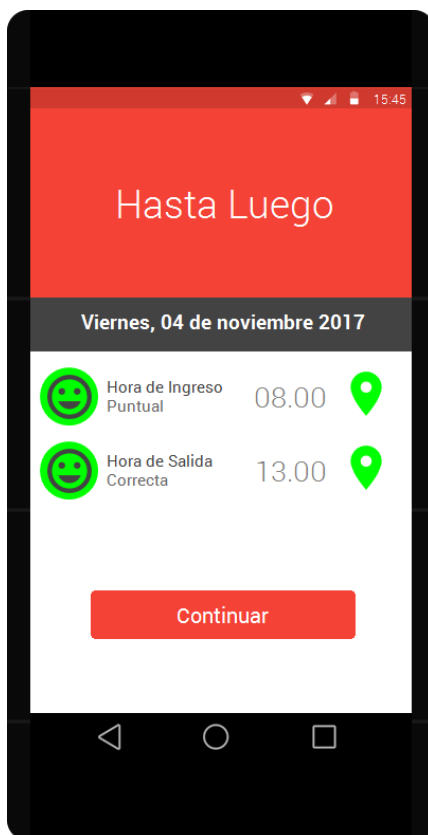 15:45
Hasta Luego
Viernes, 04 de noviembre 2017
Hora de Ingreso
Puntual
08.00
Hora de Salida
Correcta
13.00
Continuar